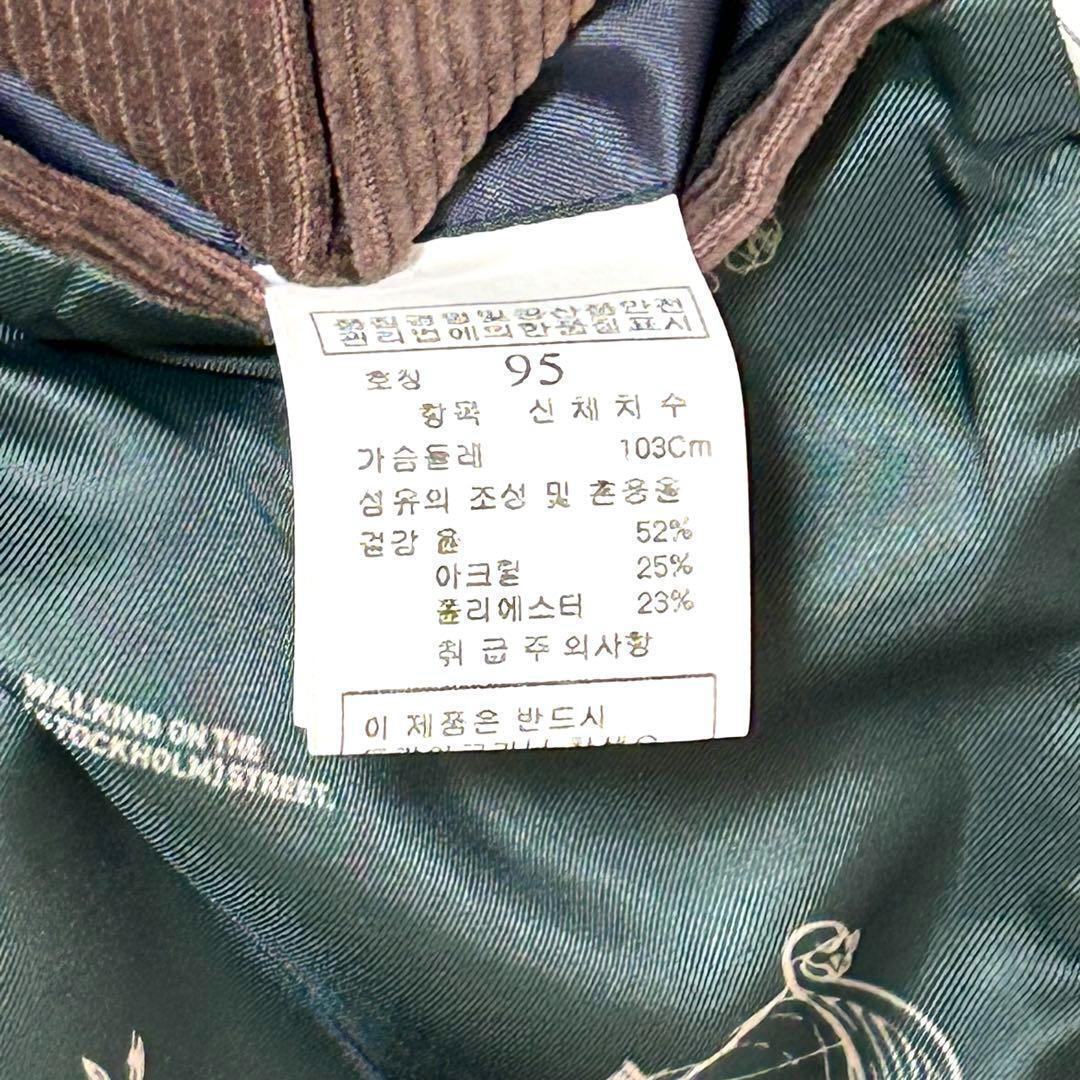 품질경영및공산품안전
관리법에의한품질표시
호칭 95
항목 신체치수
가슴둘레 103Cm
섬유의 조성 및 혼용율
겉감 울 52%
아크릴 25%
폴리에스터 23%
취급주의사항
이 제품은 반드시
WALKING ON THE
STOCKHOLM STREET.